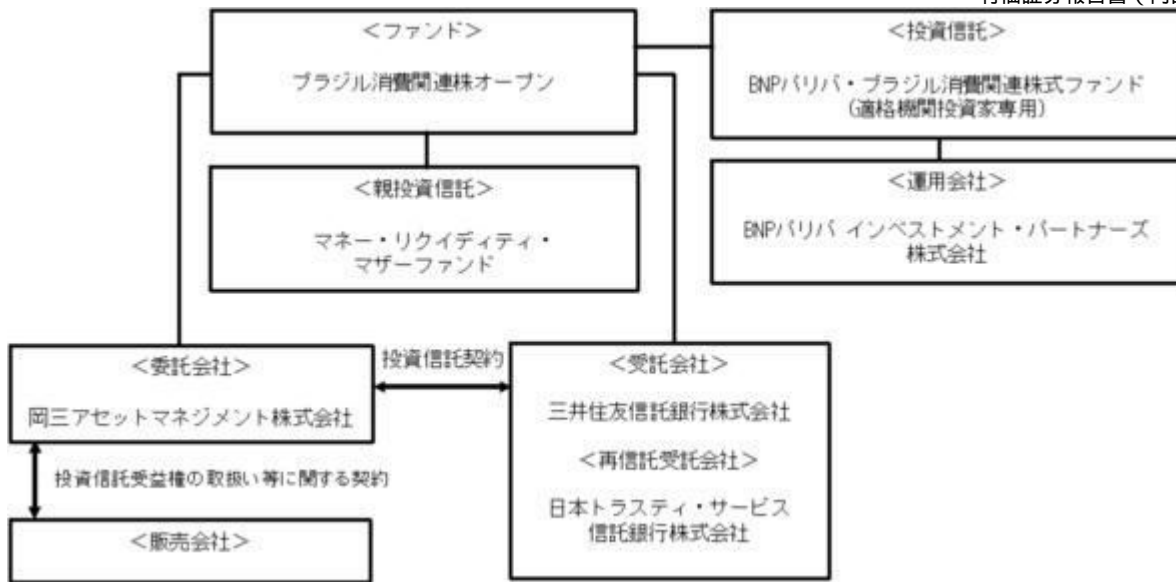 ＜ファンド＞
ブラジル消費関連株オープン
＜投資信託＞
BNPパリバ・ブラジル消費関連株式ファンド
(適格機関投資家専用)
＜親投資信託＞
マネー・リクイディティ・
マザーファンド
＜運用会社＞
BNPパリバ インベストメント・パートナーズ
株式会社
＜委託会社＞
岡三アセットマネジメント株式会社
投資信託契約
＜受託会社＞
三井住友信託銀行株式会社
＜再信託受託会社＞
日本トラスティ・サービス
信託銀行株式会社
投資信託受益権の取扱い等に関する契約
＜販売会社＞